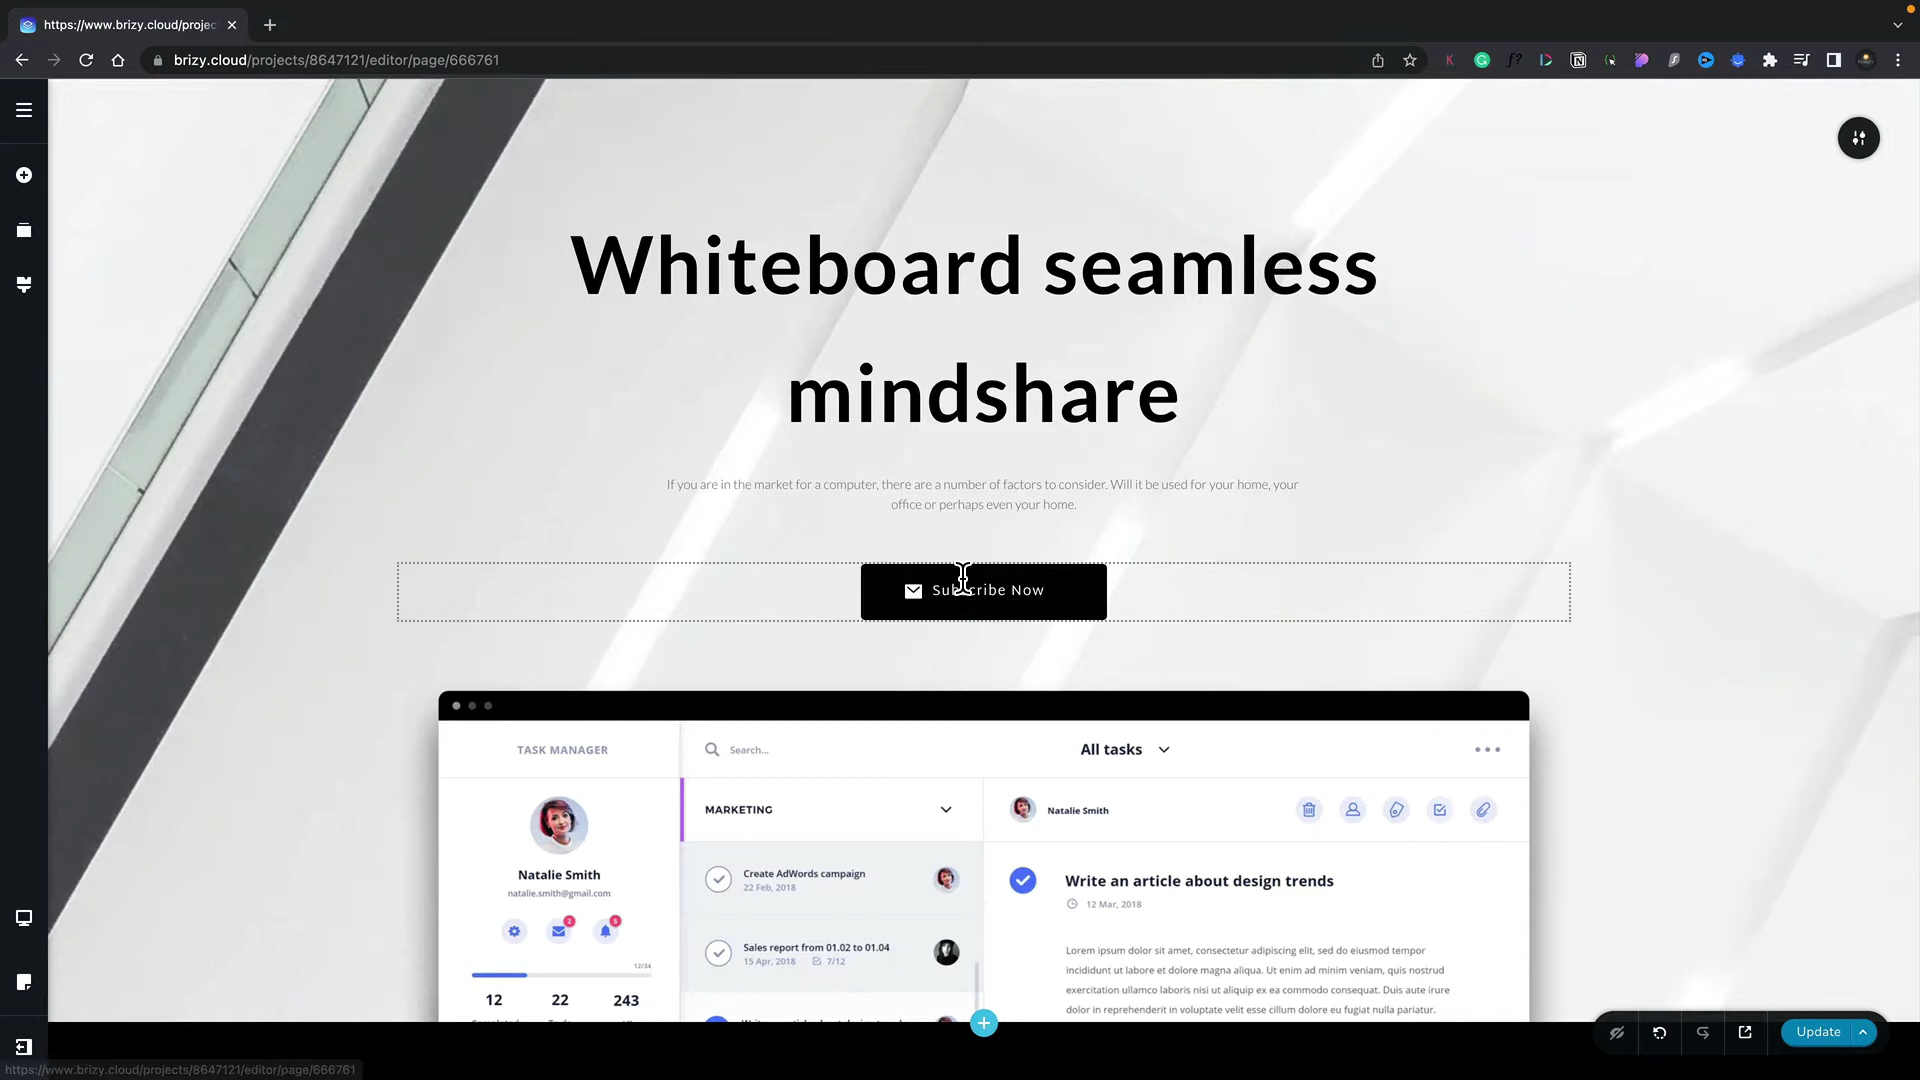 https://www.brizy.cloud/projec
brizy.cloud/projects/8647121/editor/page/666761
Whiteboard seamless
mindshare
If you are in the market for a computer, there are a number of factors to consider. Will it be used for your home, your
office or perhaps even your home.
Subscribe Now
TASK MANAGER
Search...
All tasks
MARKETING
Natalie Smith
Natalie Smith
natalie.smith@gmail.com
Create AdWords campaign
22 Feb, 2018
Write an article about design trends
12 Mar, 2018
2
5
Sales report from 01.02 to 01.04
15 Apr, 2018
7/12
12/34
12
22
243
Lorem ipsum dolor sit amet, consectetur adipiscing elit, sed do eiusmod tempor
incididunt ut labore et dolore magna aliqua. Ut enim ad minim veniam, quis nostrud
exercitation ullamco laboris nisi ut aliquip ex ea commodo consequat. Duis aute irure
dolor in reprehenderit in voluptate velit esse cillum dolore eu fugiat nulla pariatur.
Update
https://www.brizy.cloud/projects/8647121/editor/page/666761